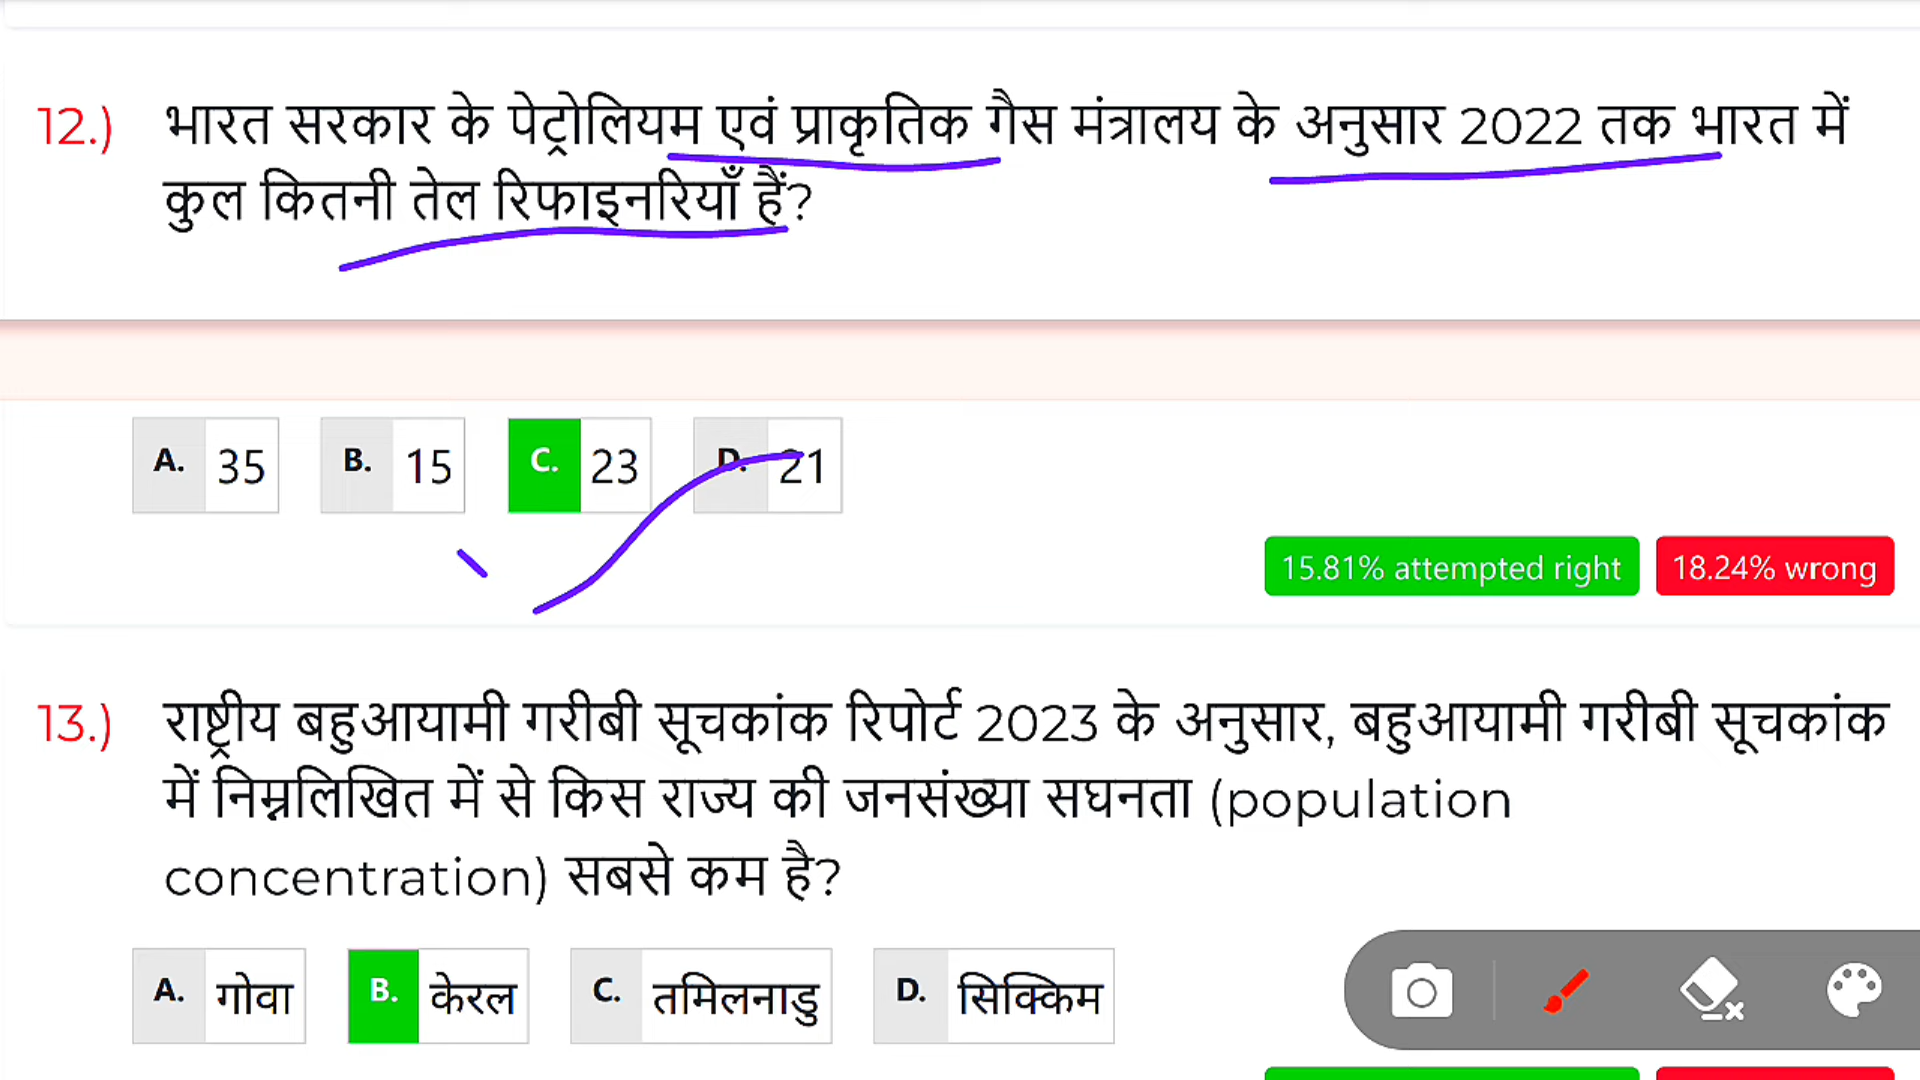 12.) भारत सरकार के पेट्रोलियम एवं प्राकृतिक गैस मंत्रालय के अनुसार 2022 तक भारत में
कुल कितनी तेल रिफाइनरियाँ हैं?
A. 35 B. 15 C. 23 D. 21
15.81% attempted right 18.24% wrong
13.) राष्ट्रीय बहुआयामी गरीबी सूचकांक रिपोर्ट 2023 के अनुसार, बहुआयामी गरीबी सूचकांक
में निम्नलिखित में से किस राज्य की जनसंख्या सघनता (population
concentration) सबसे कम है?
A. गोवा B. केरल C. तमिलनाडु D. सिक्किम